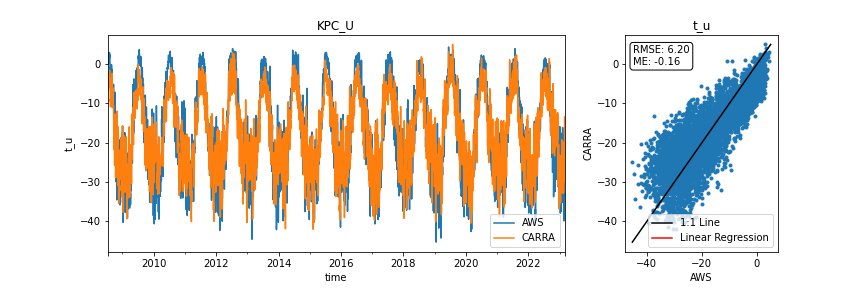 KPC_U
t_u
0
−10
−20
−30
−40
2010
2012
2014
2016
2018
2020
2022
time
AWS
CARRA
t_u
CARRA
RMSE: 6.20
ME: -0.16
0
−10
−20
−30
−40
−40
−20
0
AWS
1:1 Line
Linear Regression